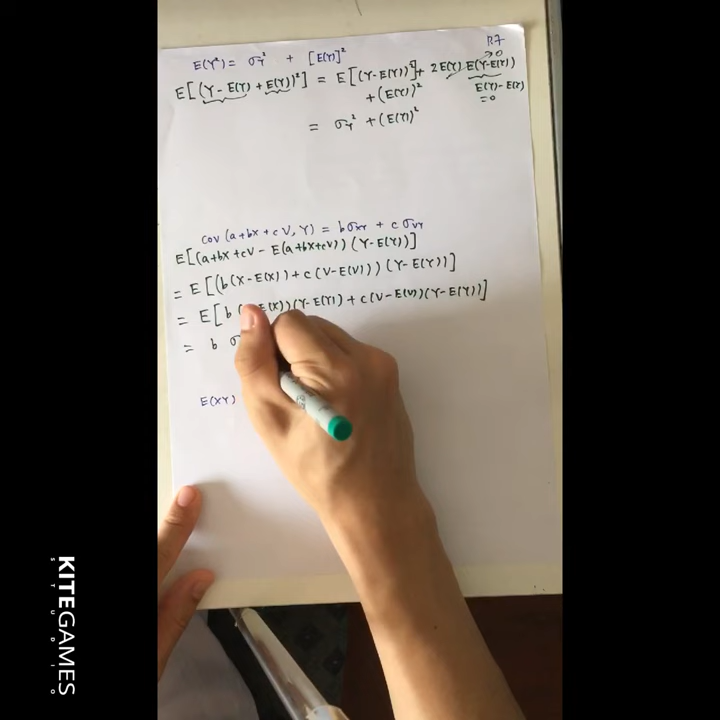 R7
E(Y²) = σY² + [E(Y)]²
E[(Y - E(Y) + E(Y))²] = E[(Y-E(Y))²] + 2E(Y) E(Y-E(Y))
→0
+ (E(Y))²
E(Y) - E(Y)
= 0
= σY² + (E(Y))²
cov (a+bX+cV, Y) = bσXY + cσVY
E[(a+bX+cV - E(a+bX+cV)) (Y-E(Y))]
= E[(b(X-E(X)) + c(V-E(V))) (Y-E(Y))]
= E[b( E(X))(Y-E(Y)) + c(V-E(V))(Y-E(Y))]
= b σ
E(XY)
KITEGAMES
STUDIO